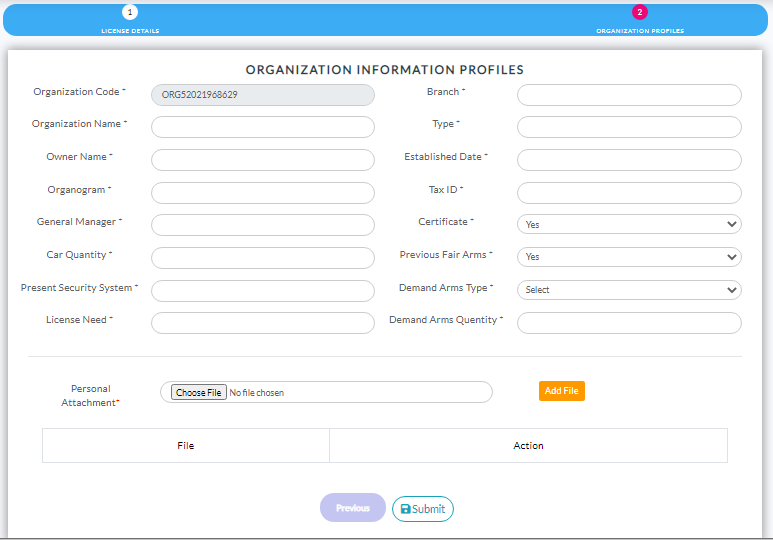 1
2
LICENSE DETAILS
ORGANIZATION PROFILES
ORGANIZATION INFORMATION PROFILES
Organization Code *
ORG52021968629
Branch *
Organization Name *
Type *
Owner Name *
Established Date *
Organogram *
Tax ID *
General Manager *
Certificate *
Yes
Car Quantity *
Previous Fair Arms *
Yes
Present Security System *
Demand Arms Type *
Select
License Need *
Demand Arms Quentity *
Personal
Attachment*
Choose File No file chosen
Add File
File
Action
Previous
Submit